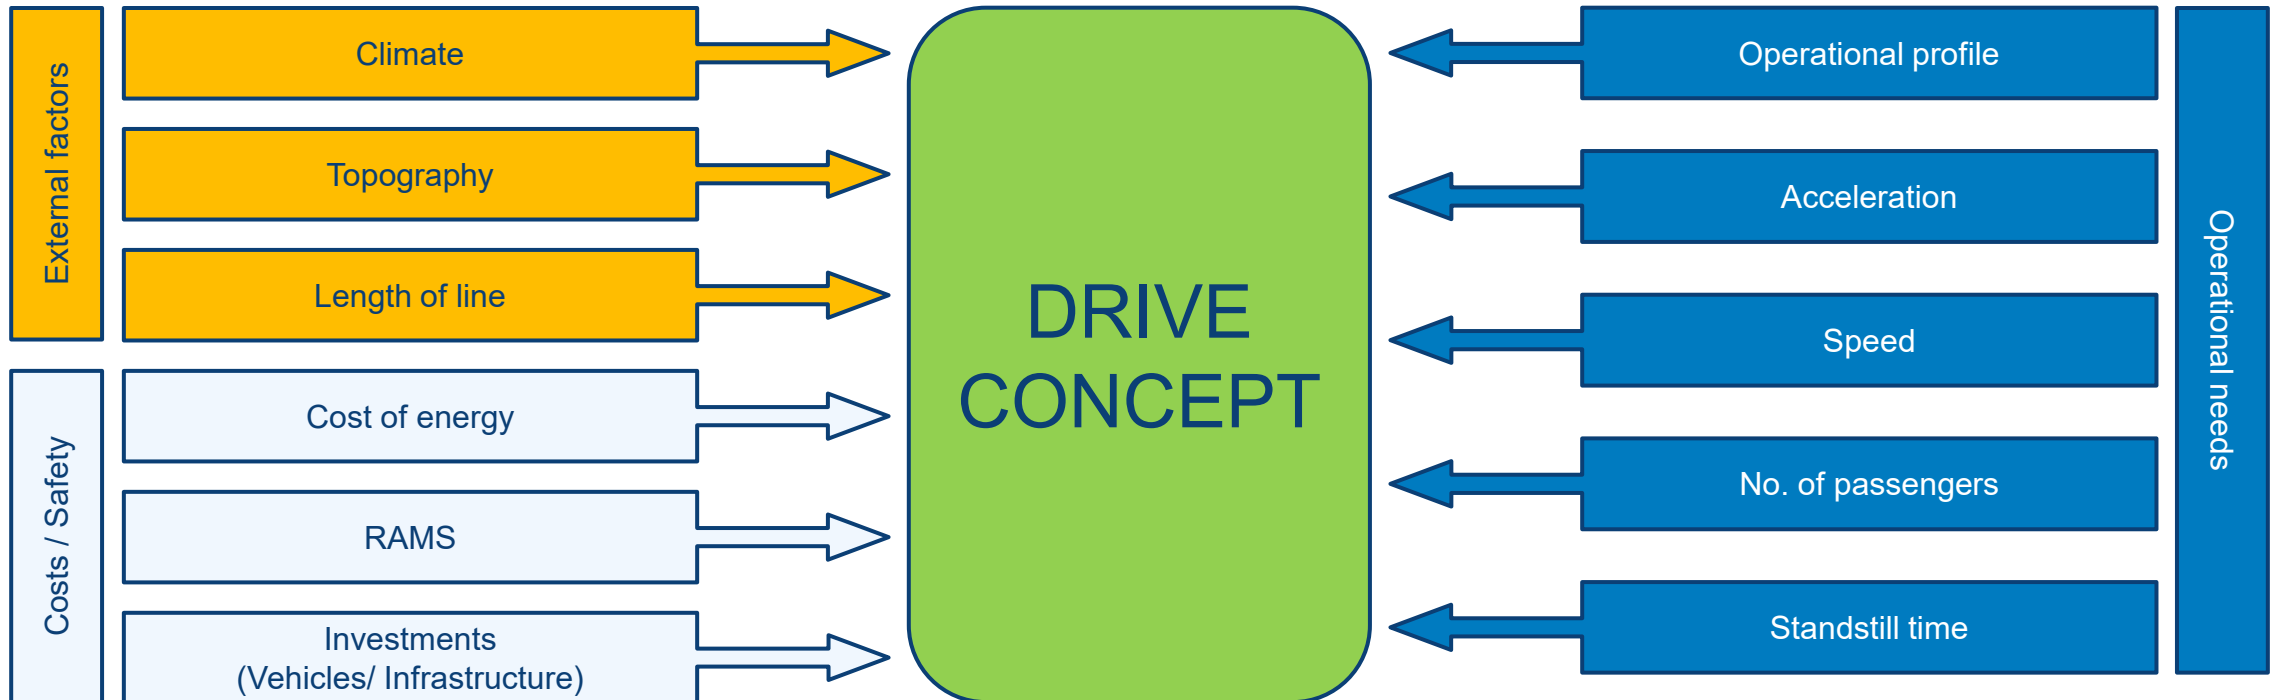 External factors
Climate
Topography
Length of line
Costs / Safety
Cost of energy
RAMS
Investments
(Vehicles/ Infrastructure)
DRIVE
CONCEPT
Operational profile
Acceleration
Speed
No. of passengers
Standstill time
Operational needs